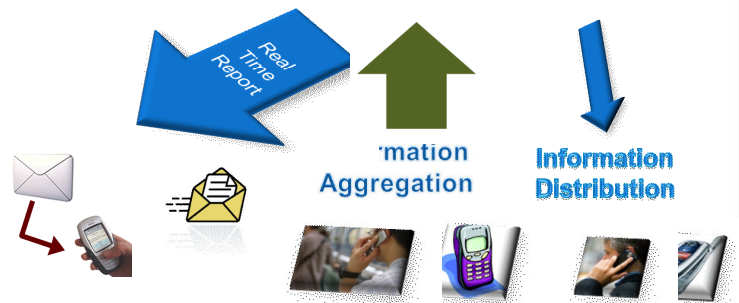 Real
Time
Report
rmation
Aggregation
Information
Distribution